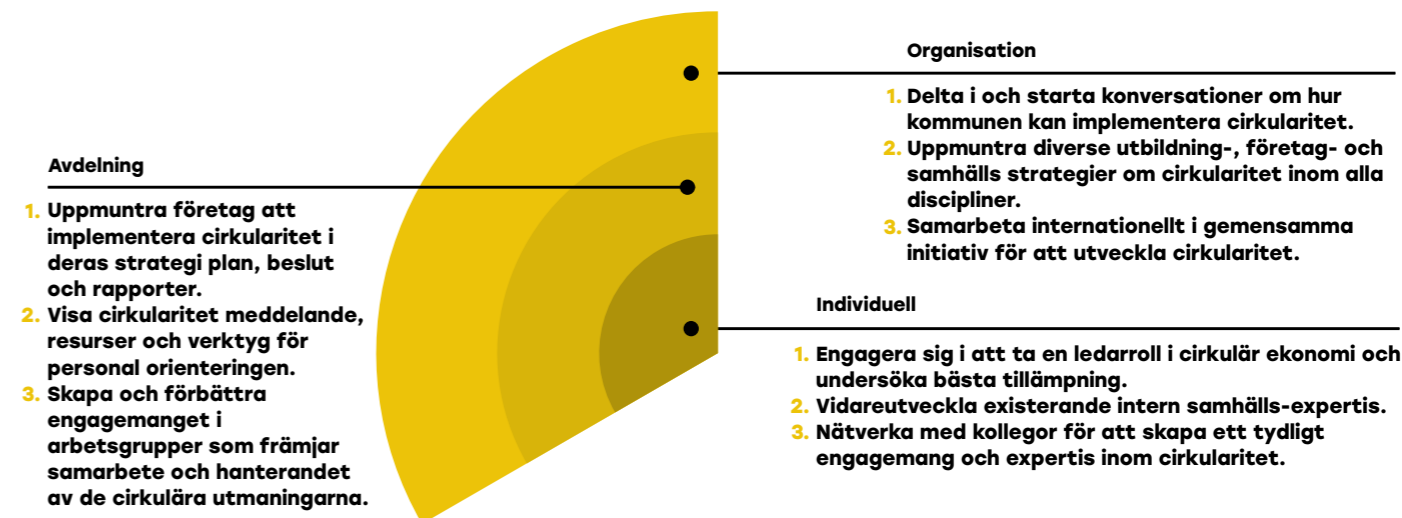 Organisation
1. Delta i och starta konversationer om hur
kommunen kan implementera cirkularitet.
2. Uppmuntra diverse utbildning-, företag- och
samhälls strategier om cirkularitet inom alla
discipliner.
3. Samarbeta internationellt i gemensamma
initiativ för att utveckla cirkularitet.
Avdelning
1. Uppmuntra företag att
implementera cirkularitet i
deras strategi plan, beslut
och rapporter.
2. Visa cirkularitet meddelande,
resurser och verktyg för
personal orienteringen.
3. Skapa och förbättra
engagemanget i
arbetsgrupper som främjar
samarbete och hanterandet
av de cirkulära utmaningarna.
Individuell
1. Engagera sig i att ta en ledarroll i cirkulär ekonomi och
undersöka bästa tillämpning.
2. Vidareutveckla existerande intern samhälls-expertis.
3. Nätverka med kollegor för att skapa ett tydligt
engagemang och expertis inom cirkularitet.